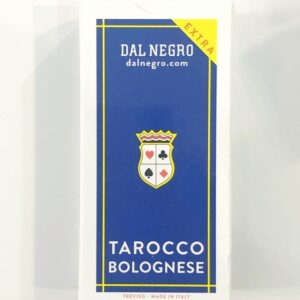 DAL NEGRO
dalnegro.com
EXTRA
TAROCCO
BOLOGNESE
TREVISO - MADE IN ITALY